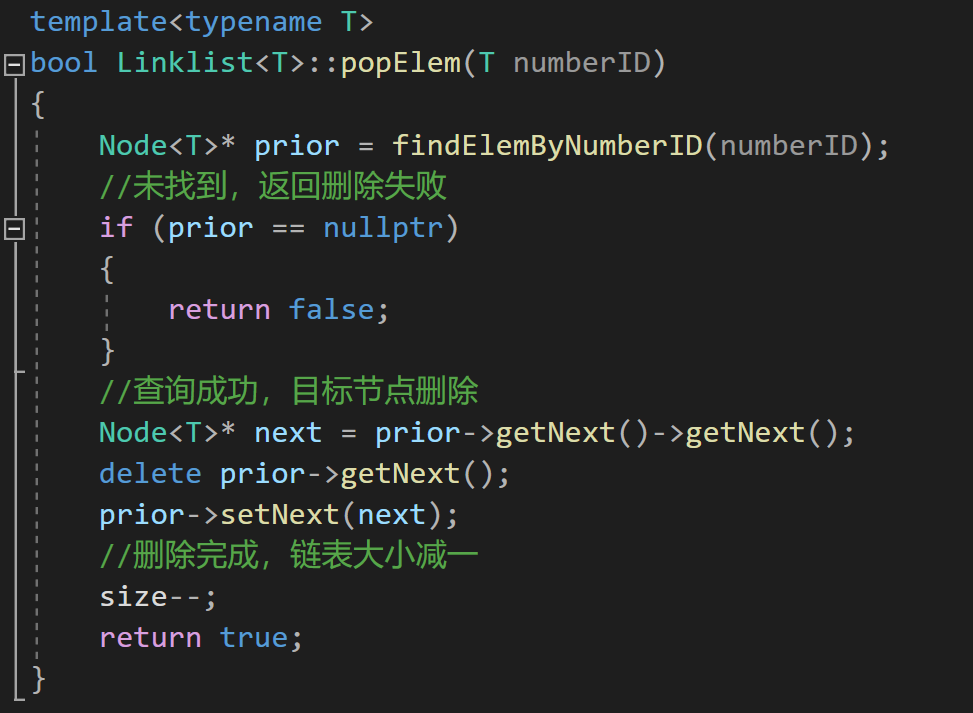 template<typename T>
bool Linklist<T>::popElem(T numberID)
{
    Node<T>* prior = findElemByNumberID(numberID);
    //未找到，返回删除失败
    if (prior == nullptr)
    {
        return false;
    }
    //查询成功，目标节点删除
    Node<T>* next = prior->getNext()->getNext();
    delete prior->getNext();
    prior->setNext(next);
    //删除完成，链表大小减一
    size--;
    return true;
}